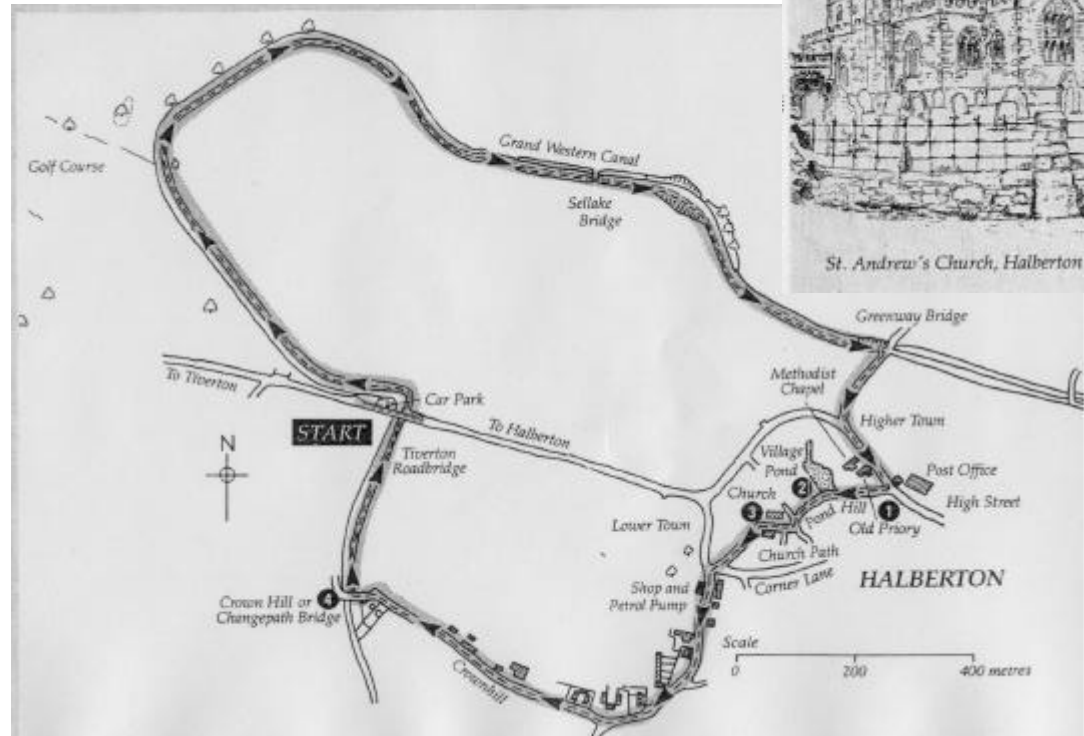 St. Andrew's Church, Halberton
Grand Western Canal
Golf Course
Sellake
Bridge
Greenway Bridge
Methodist
Chapel
To Tiverton
Car Park
START
To Halberton
Higher Town
N
Tiverton
Roadbridge
Village
Pond
2
Post Office
Church
3
1
High Street
Pond Hill
Old Priory
Lower Town
Church Path
Corner Lane
HALBERTON
Shop and
Petrol Pump
Crown Hill or
Changepath Bridge
4
Scale
0
200
400 metres
Crownhill